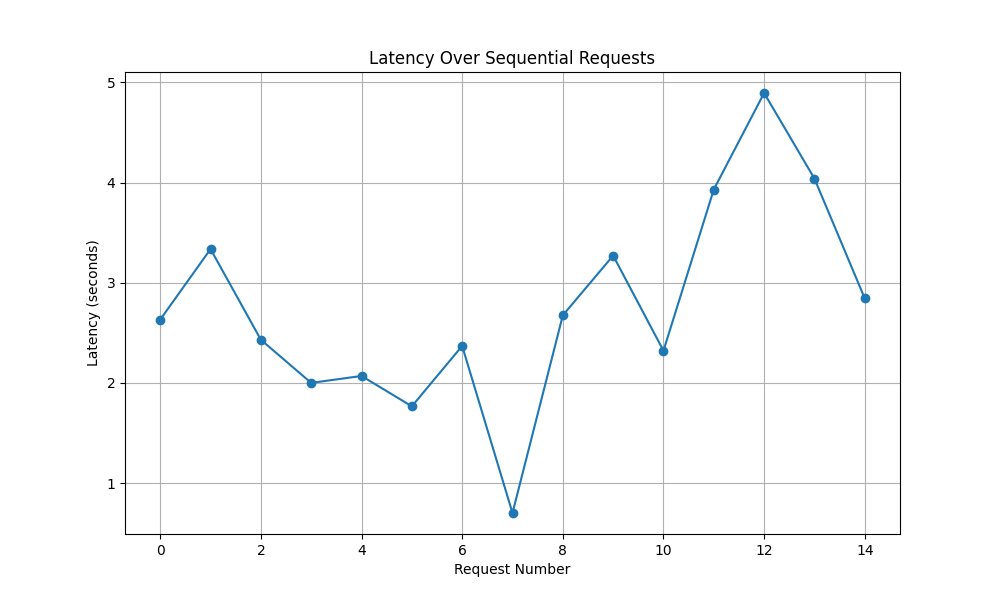 Latency Over Sequential Requests
5
4
3
2
1
Latency (seconds)
0 2 4 6 8 10 12 14
Request Number